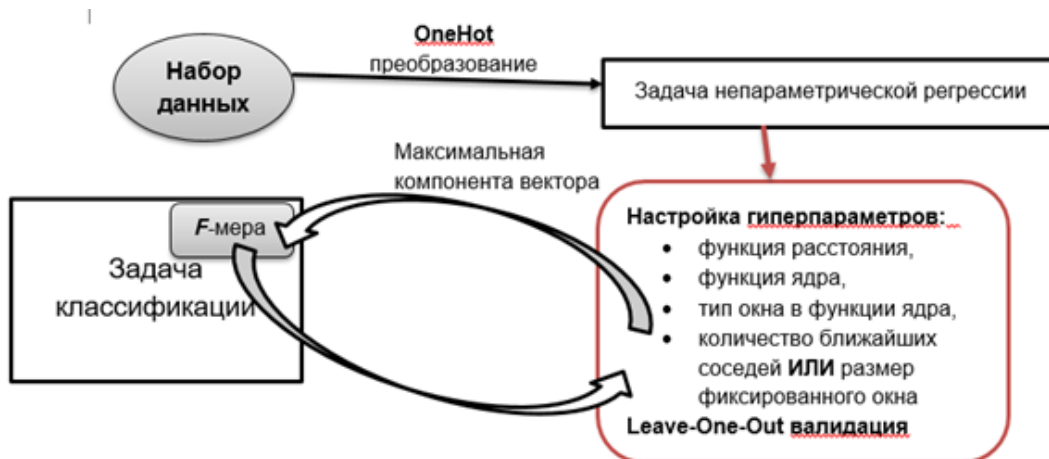 OneHot
преобразование
Набор
данных
Задача непараметрической регрессии
Максимальная
компонента вектора
F-мера
Задача
классификации
Настройка гиперпараметров:
• функция расстояния,
• функция ядра,
• тип окна в функции ядра,
• количество ближайших
соседей ИЛИ размер
фиксированного окна
Leave-One-Out валидация